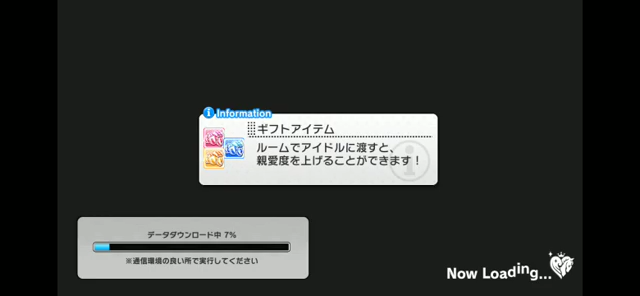 Information
ギフトアイテム
ルームでアイドルに渡すと、
親愛度を上げることができます！
データダウンロード中 7%
※通信環境の良い所で実行してください
Now Loading...